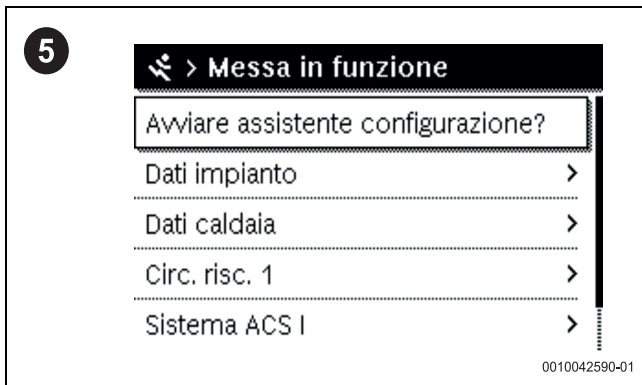 5
> Messa in funzione
Avviare assistente configurazione?
Dati impianto >
Dati caldaia >
Circ. risc. 1 >
Sistema ACS I >
0010042590-01